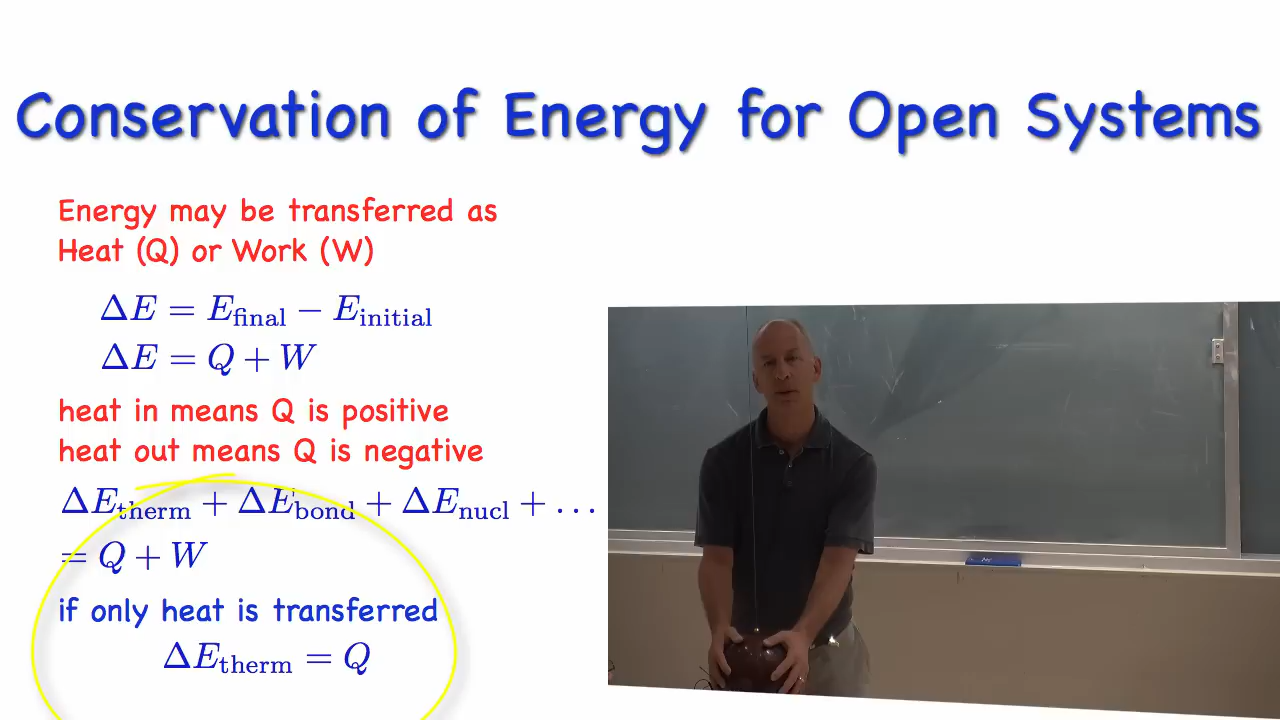 Conservation of Energy for Open Systems
Energy may be transferred as
Heat (Q) or Work (W)
ΔE = E_final − E_initial
ΔE = Q + W
heat in means Q is positive
heat out means Q is negative
ΔE_therm + ΔE_bond + ΔE_nucl + ...
= Q + W
if only heat is transferred
ΔE_therm = Q